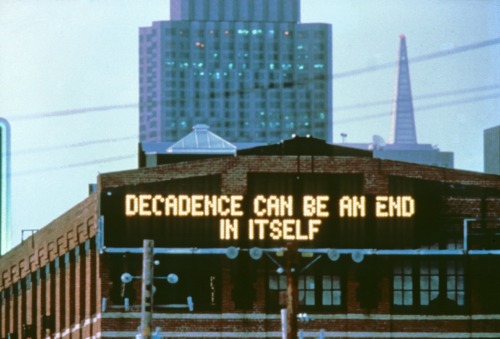 DECADENCE CAN BE AN END
IN ITSELF